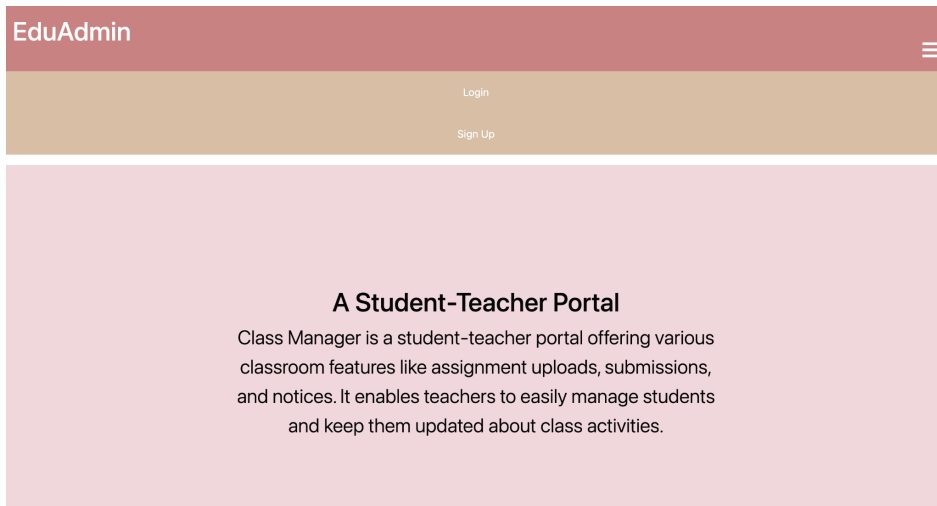 EduAdmin
Login
Sign Up
A Student-Teacher Portal
Class Manager is a student-teacher portal offering various
classroom features like assignment uploads, submissions,
and notices. It enables teachers to easily manage students
and keep them updated about class activities.